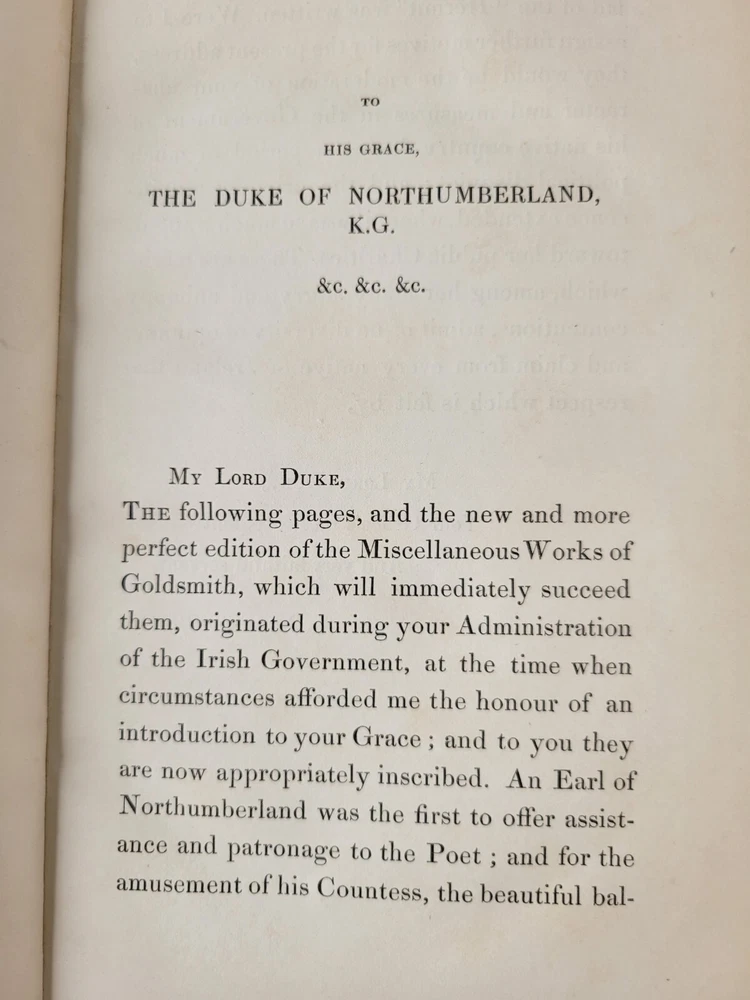 TO
HIS GRACE,
THE DUKE OF NORTHUMBERLAND,
K.G.
&c. &c. &c.
My Lord Duke,
The following pages, and the new and more
perfect edition of the Miscellaneous Works of
Goldsmith, which will immediately succeed
them, originated during your Administration
of the Irish Government, at the time when
circumstances afforded me the honour of an
introduction to your Grace; and to you they
are now appropriately inscribed. An Earl of
Northumberland was the first to offer assist-
ance and patronage to the Poet; and for the
amusement of his Countess, the beautiful bal-